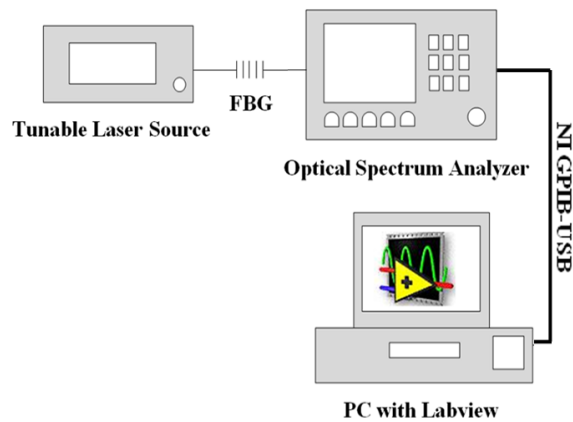 FBG
Tunable Laser Source
Optical Spectrum Analyzer
NI GPIB-USB
PC with Labview